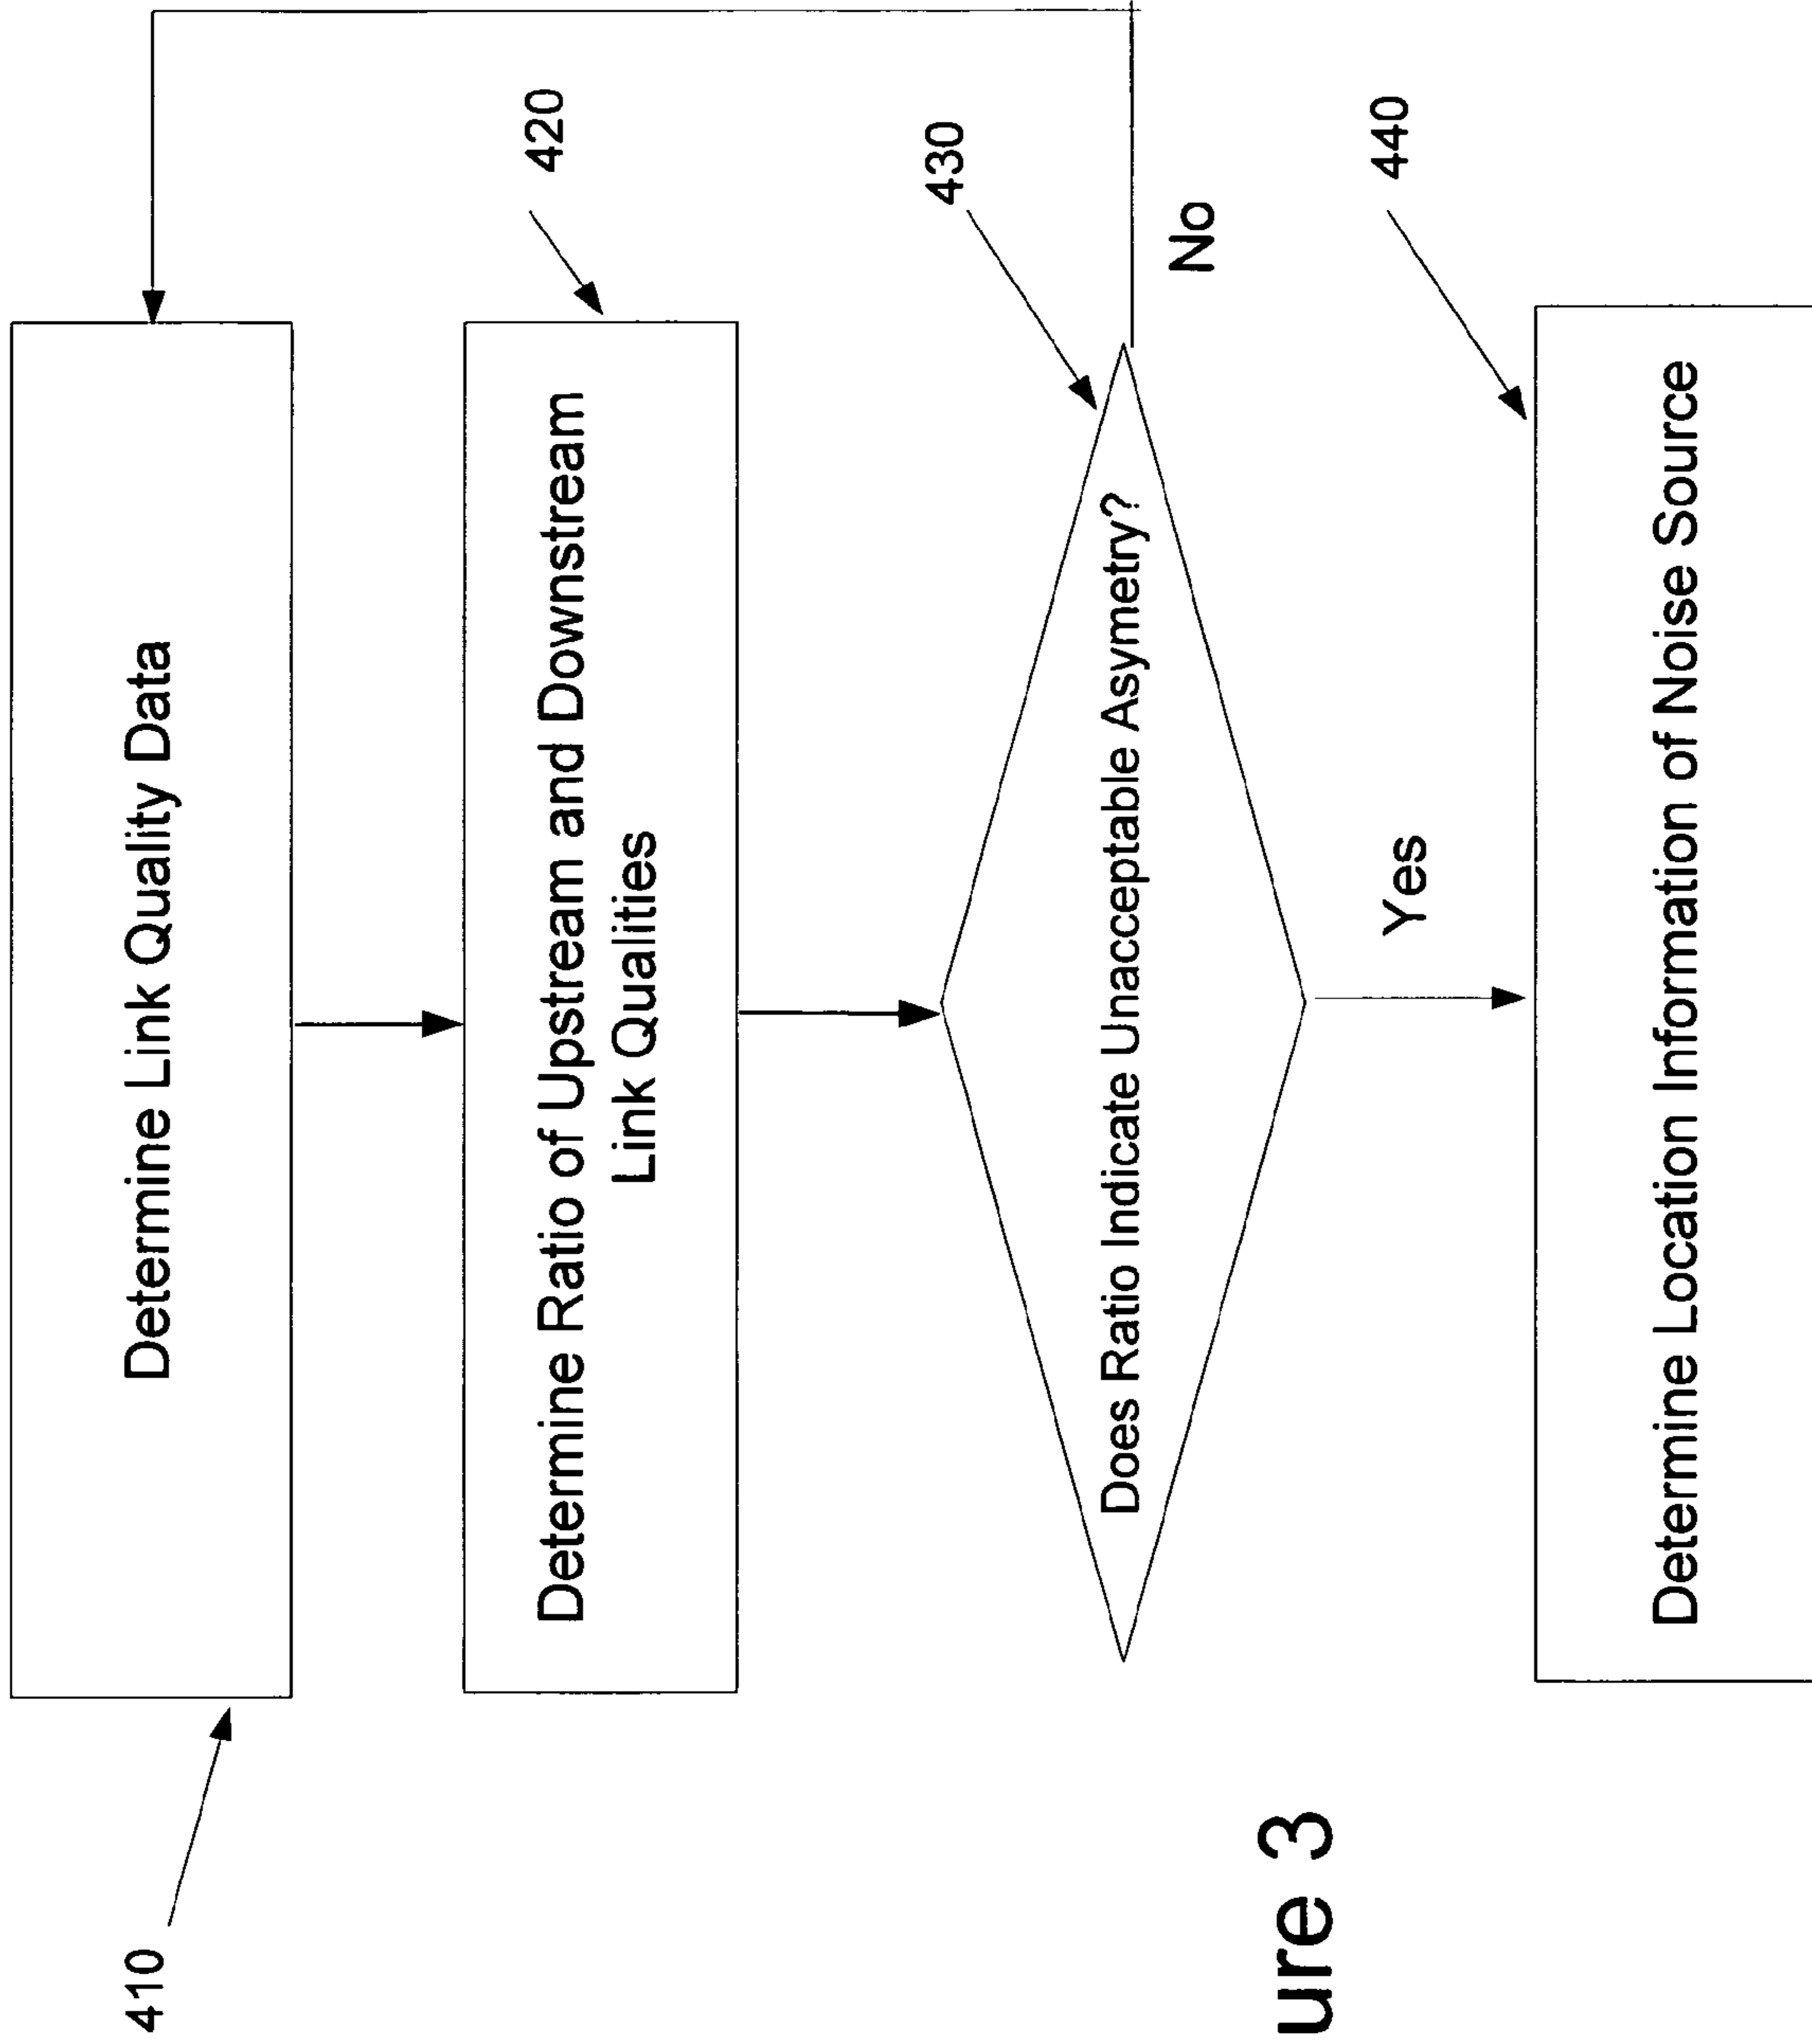 410
Determine Link Quality Data
420
Determine Ratio of Upstream and Downstream
Link Qualities
430
Does Ratio Indicate Unacceptable Asymetry?
No
Yes
440
Determine Location Information of Noise Source
ure 3